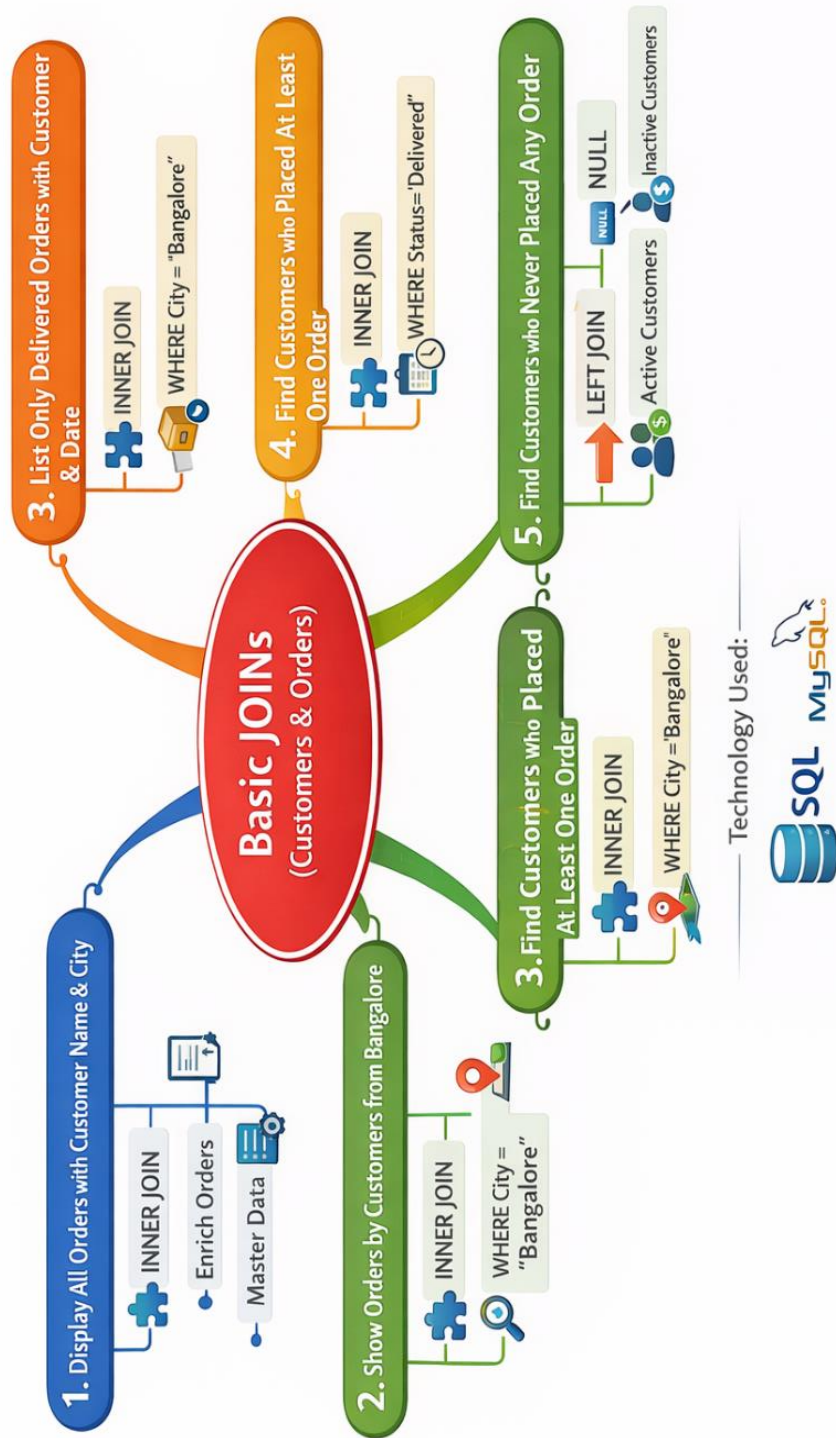 Basic JOINs
(Customers & Orders)
1. Display All Orders with Customer Name & City
INNER JOIN
Enrich Orders
Master Data
2. Show Orders by Customers from Bangalore
INNER JOIN
WHERE City =
"Bangalore"
3. List Only Delivered Orders with Customer
& Date
INNER JOIN
WHERE City = "Bangalore"
4. Find Customers who Placed At Least
One Order
INNER JOIN
WHERE Status='Delivered"
3. Find Customers who Placed
At Least One Order
INNER JOIN
WHERE City ='Bangalore"
5. Find Customers who Never Placed Any Order
LEFT JOIN
NULL
NULL
Active Customers
Inactive Customers
Technology Used:
SQL
MySQL